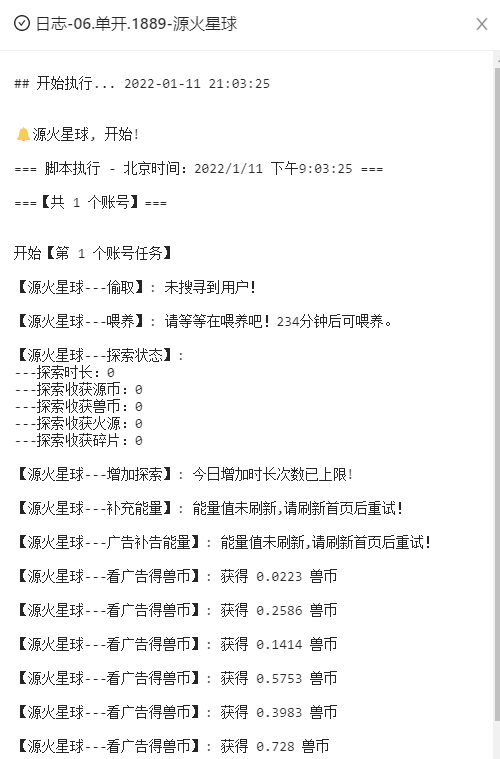 日志-06.单开.1889-源火星球
## 开始执行... 2022-01-11 21:03:25
源火星球, 开始!
=== 脚本执行 - 北京时间: 2022/1/11 下午9:03:25 ===
===【共 1 个账号】===
开始【第 1 个账号任务】
【源火星球---偷取】: 未搜寻到用户!
【源火星球---喂养】: 请等等在喂养吧! 234分钟后可喂养。
【源火星球---探索状态】:
---探索时长: 0
---探索收获源币: 0
---探索收获兽币: 0
---探索收获火源: 0
---探索收获碎片: 0
【源火星球---增加探索】: 今日增加时长次数已上限!
【源火星球---补充能量】: 能量值未刷新,请刷新首页后重试!
【源火星球---广告补告能量】: 能量值未刷新,请刷新首页后重试!
【源火星球---看广告得兽币】: 获得 0.0223 兽币
【源火星球---看广告得兽币】: 获得 0.2586 兽币
【源火星球---看广告得兽币】: 获得 0.1414 兽币
【源火星球---看广告得兽币】: 获得 0.5753 兽币
【源火星球---看广告得兽币】: 获得 0.3983 兽币
【源火星球---看广告得兽币】: 获得 0.728 兽币